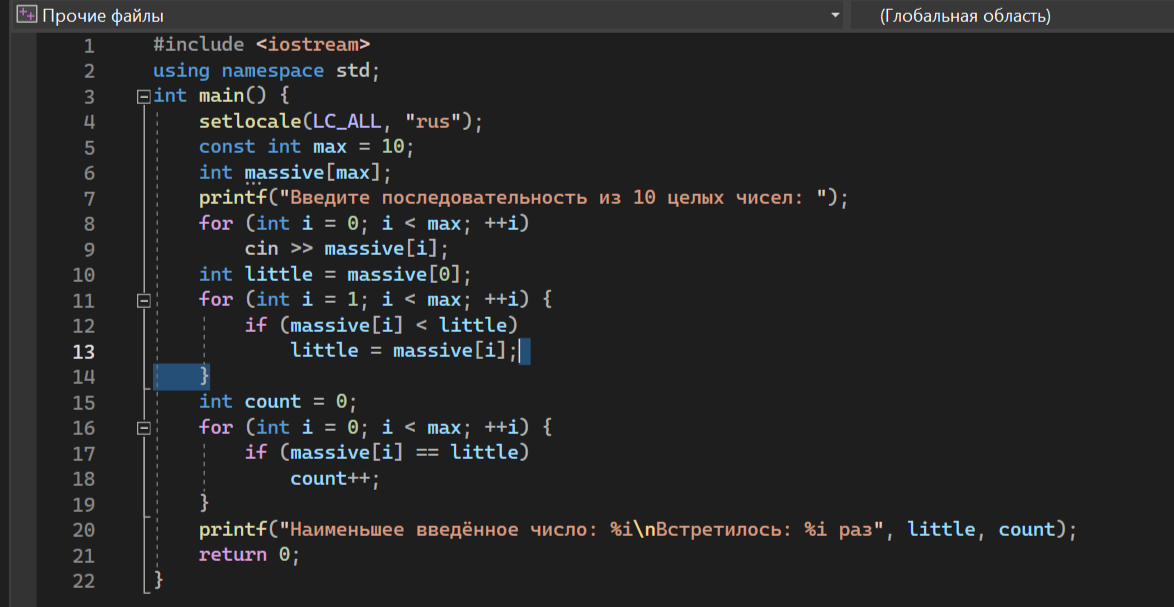 Прочие файлы (Глобальная область)
1 #include <iostream>
2 using namespace std;
3 int main() {
4 setlocale(LC_ALL, "rus");
5 const int max = 10;
6 int massive[max];
7 printf("Введите последовательность из 10 целых чисел: ");
8 for (int i = 0; i < max; ++i)
9 cin >> massive[i];
10 int little = massive[0];
11 for (int i = 1; i < max; ++i) {
12 if (massive[i] < little)
13 little = massive[i];
14 }
15 int count = 0;
16 for (int i = 0; i < max; ++i) {
17 if (massive[i] == little)
18 count++;
19 }
20 printf("Наименьшее введённое число: %i\nВстретилось: %i раз", little, count);
21 return 0;
22 }